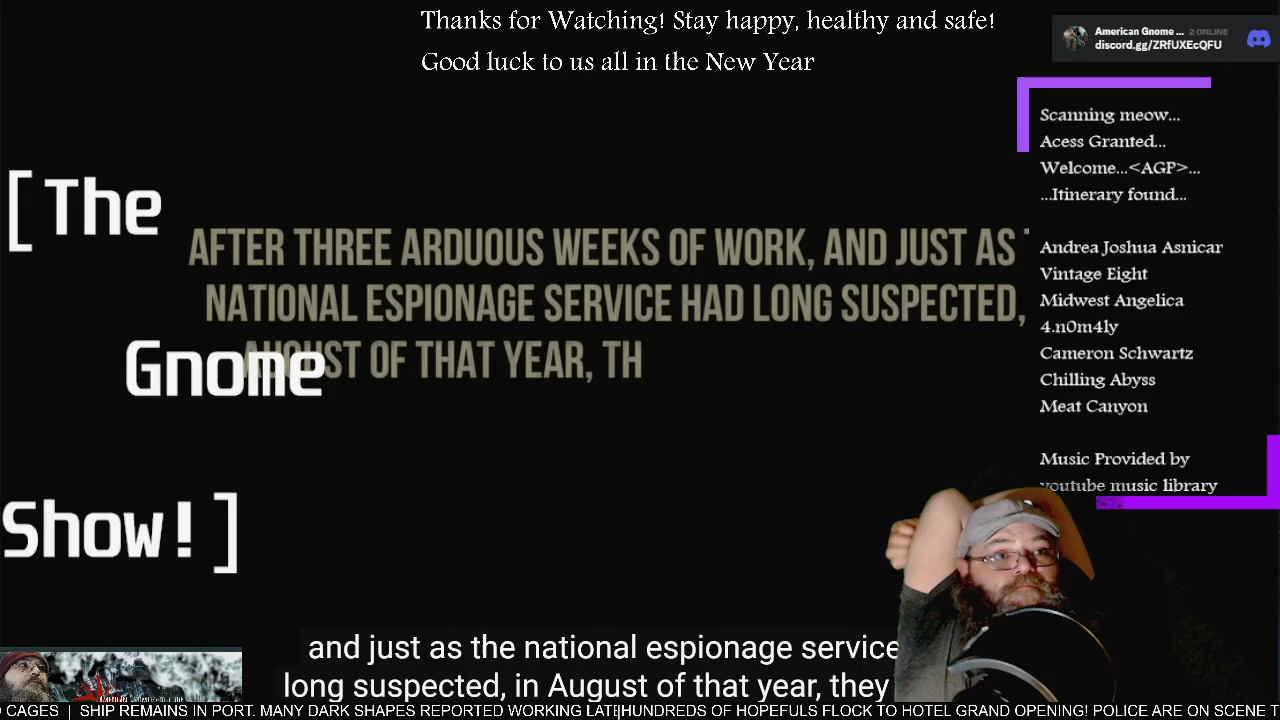 Thanks for Watching! Stay happy, healthy and safe!
Good luck to us all in the New Year
American Gnome ... 2 ONLINE
discord.gg/ZRfUXEcQFU
Scanning meow...
Acess Granted...
Welcome...<AGP>...
...Itinerary found...
Andrea Joshua Asnicar
Vintage Eight
Midwest Angelica
4.n0m4ly
Cameron Schwartz
Chilling Abyss
Meat Canyon
Music Provided by
youtube music library
[The
Gnome
Show!]
AFTER THREE ARDUOUS WEEKS OF WORK, AND JUST AS
NATIONAL ESPIONAGE SERVICE HAD LONG SUSPECTED,
AUGUST OF THAT YEAR, TH
and just as the national espionage service
long suspected, in August of that year, they
CAGES | SHIP REMAINS IN PORT. MANY DARK SHAPES REPORTED WORKING LATE|HUNDREDS OF HOPEFULS FLOCK TO HOTEL GRAND OPENING! POLICE ARE ON SCENE T